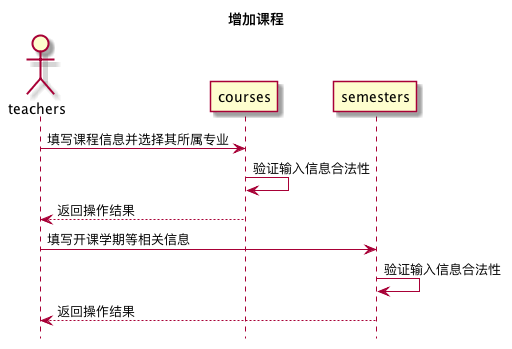 增加课程
teachers
courses
semesters
填写课程信息并选择其所属专业
验证输入信息合法性
返回操作结果
填写开课学期等相关信息
验证输入信息合法性
返回操作结果